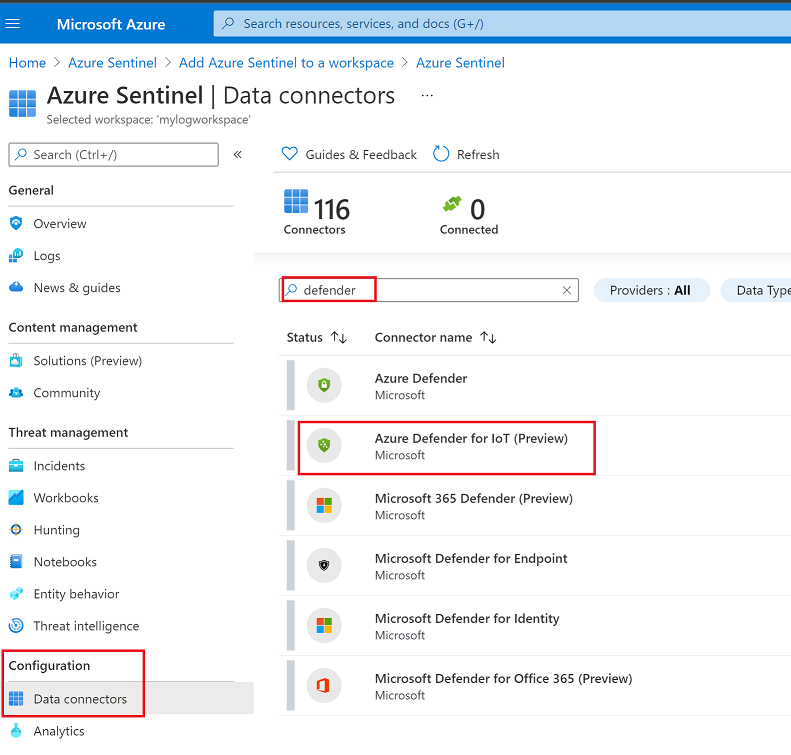 Microsoft Azure
Search resources, services, and docs (G+/)
Home > Azure Sentinel > Add Azure Sentinel to a workspace > Azure Sentinel
Azure Sentinel | Data connectors ...
Selected workspace: 'mylogworkspace'
Search (Ctrl+/)
«
General
Overview
Logs
News & guides
Content management
Solutions (Preview)
Community
Threat management
Incidents
Workbooks
Hunting
Notebooks
Entity behavior
Threat intelligence
Configuration
Data connectors
Analytics
Guides & Feedback
Refresh
116
Connectors
0
Connected
defender
Providers : All
Data Type
Status
Connector name
Azure Defender
Microsoft
Azure Defender for IoT (Preview)
Microsoft
Microsoft 365 Defender (Preview)
Microsoft
Microsoft Defender for Endpoint
Microsoft
Microsoft Defender for Identity
Microsoft
Microsoft Defender for Office 365 (Preview)
Microsoft